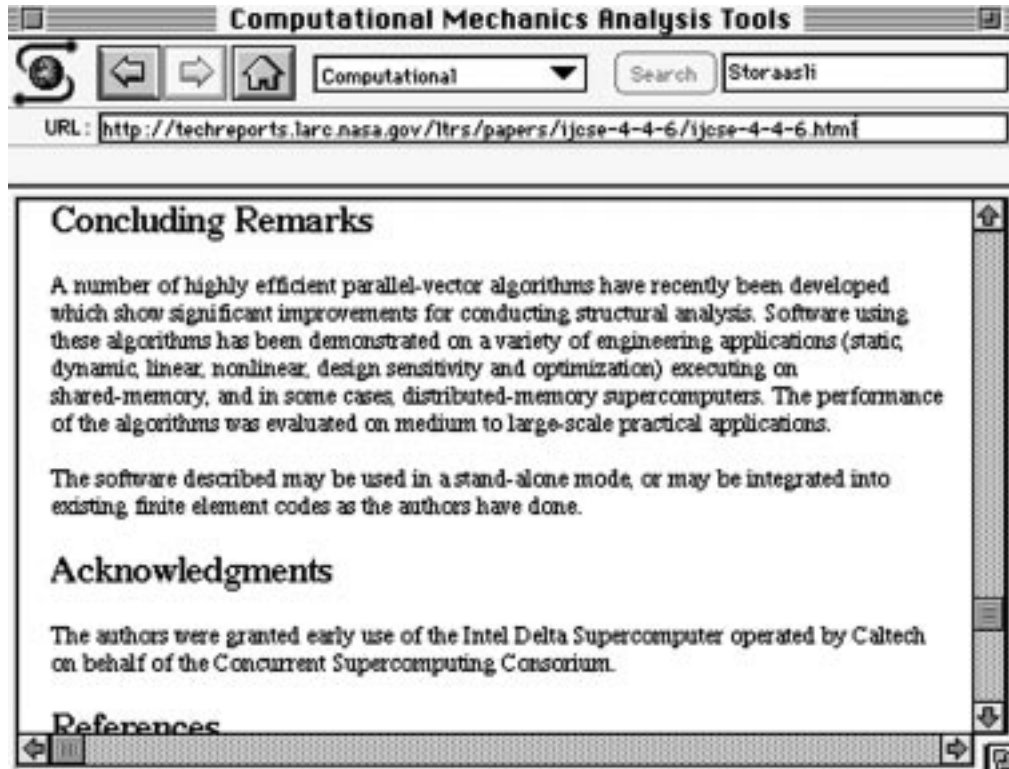 Computational Mechanics Analysis Tools
Computational
Search
Storaasli
URL: http://techreports.larc.nasa.gov/ltrs/papers/ijcse-4-4-6/ijcse-4-4-6.html
Concluding Remarks
A number of highly efficient parallel-vector algorithms have recently been developed
which show significant improvements for conducting structural analysis. Software using
these algorithms has been demonstrated on a variety of engineering applications (static,
dynamic, linear, nonlinear, design sensitivity and optimization) executing on
shared-memory, and in some cases, distributed-memory supercomputers. The performance
of the algorithms was evaluated on medium to large-scale practical applications.
The software described may be used in a stand-alone mode, or may be integrated into
existing finite element codes as the authors have done.
Acknowledgments
The authors were granted early use of the Intel Delta Supercomputer operated by Caltech
on behalf of the Concurrent Supercomputing Consorium.
References